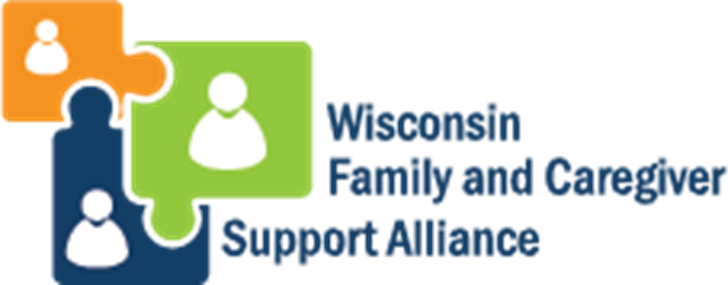 Wisconsin
Family and Caregiver
Support Alliance